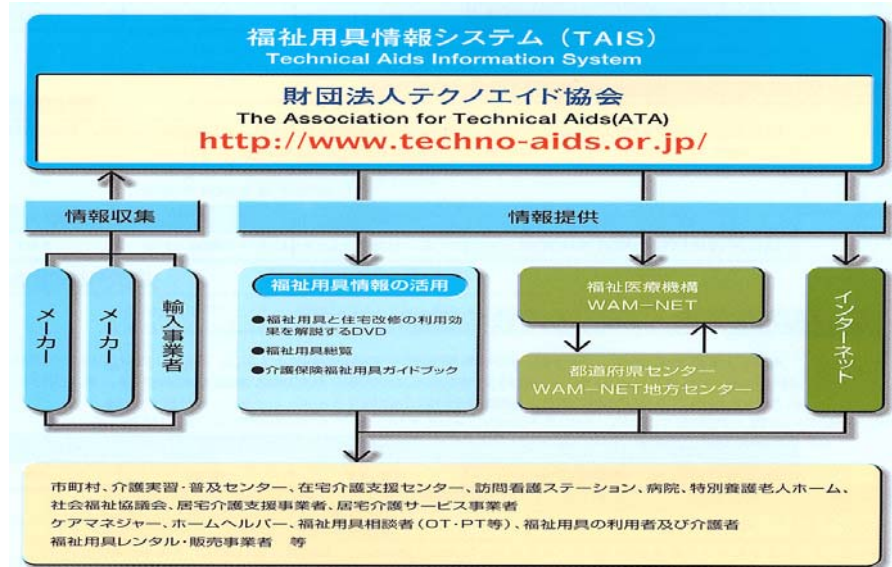 福祉用具情報システム（TAIS）
Technical Aids Information System
財団法人テクノエイド協会
The Association for Technical Aids(ATA)
http://www.techno-aids.or.jp/
情報収集
情報提供
メーカー
メーカー
輸入事業者
福祉用具情報の活用
●福祉用具と住宅改修の利用効
果を解説するDVD
●福祉用具総覧
●介護保険福祉用具ガイドブック
福祉医療機構
WAM-NET
都道府県センター
WAM-NET地方センター
インターネット
市町村、介護実習・普及センター、在宅介護支援センター、訪問看護ステーション、病院、特別養護老人ホーム、
社会福祉協議会、居宅介護支援事業者、居宅介護サービス事業者
ケアマネジャー、ホームヘルパー、福祉用具相談者（OT・PT等）、福祉用具の利用者及び介護者
福祉用具レンタル・販売事業者　等